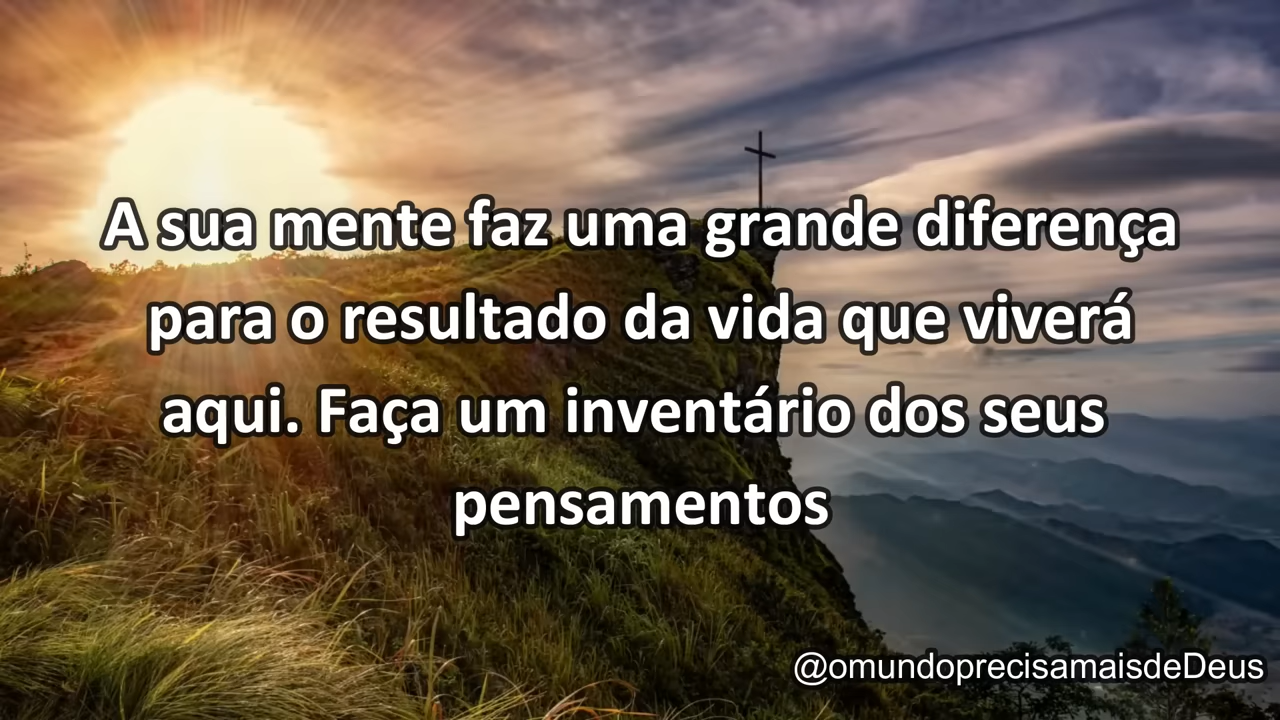 A sua mente faz uma grande diferença
para o resultado da vida que viverá
aqui. Faça um inventário dos seus
pensamentos
@omundoprecisamaisdeDeus